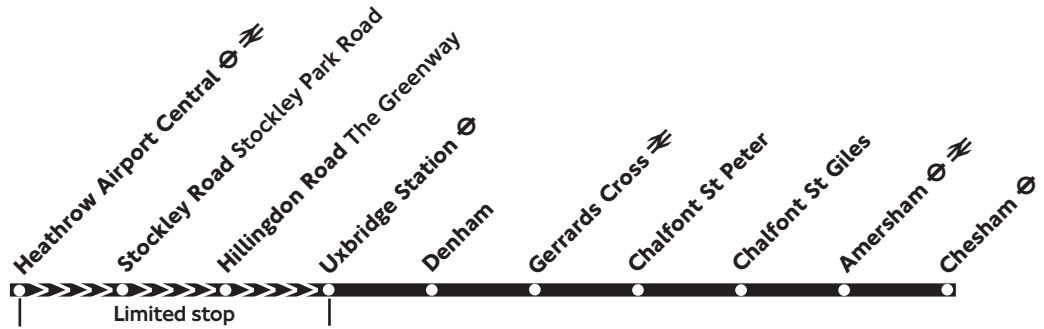 Heathrow Airport Central
Stockley Road Stockley Park Road
Hillingdon Road The Greenway
Uxbridge Station
Denham
Gerrards Cross
Chalfont St Peter
Chalfont St Giles
Amersham
Chesham
Limited stop